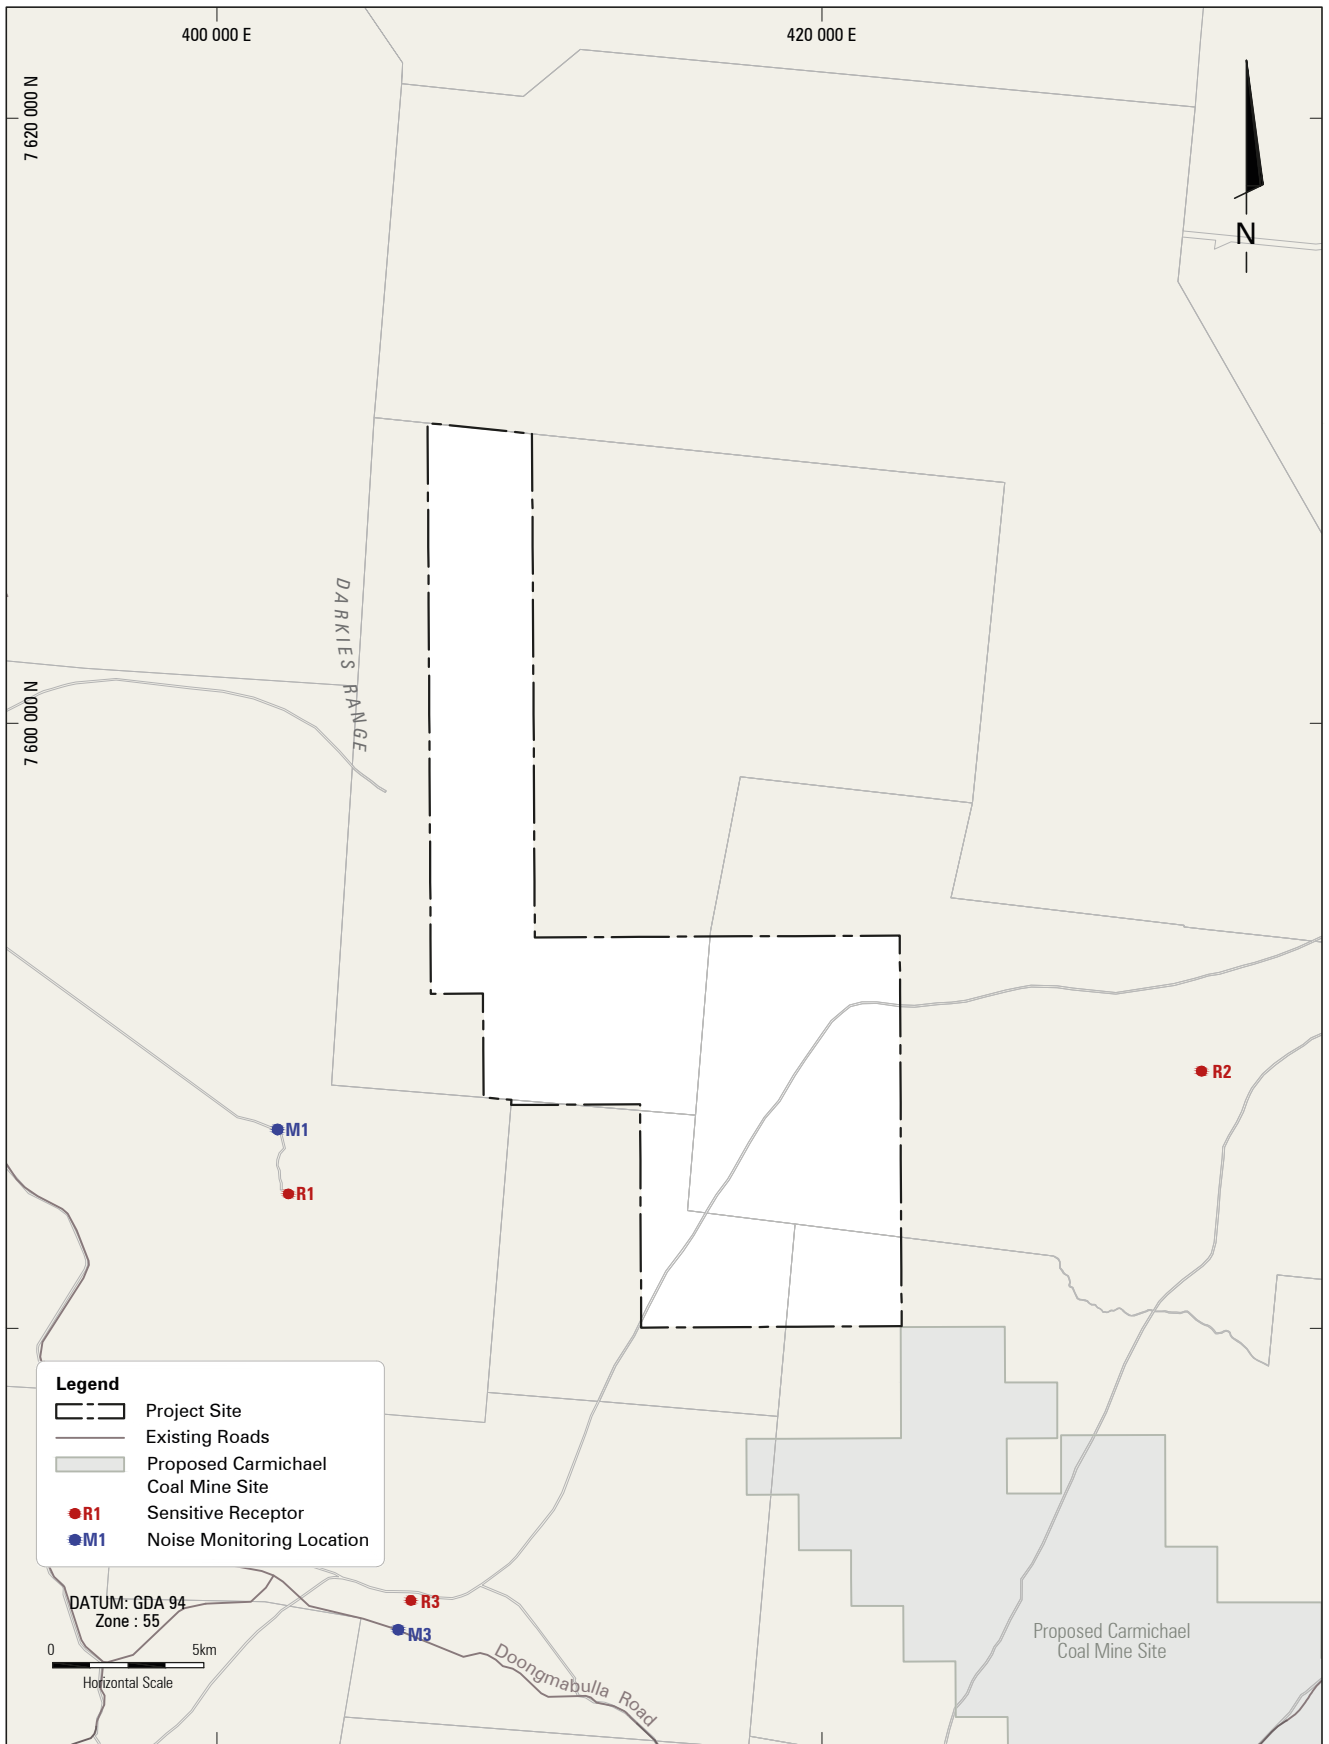 400 000 E
420 000 E
7 620 000 N
N
DARKIES RANGE
7 600 000 N
R2
M1
R1
Legend
Project Site
Existing Roads
Proposed Carmichael
Coal Mine Site
R1 Sensitive Receptor
M1 Noise Monitoring Location
DATUM: GDA 94
Zone : 55
0 5km
Horizontal Scale
R3
M3
Doongmabulla Road
Proposed Carmichael
Coal Mine Site